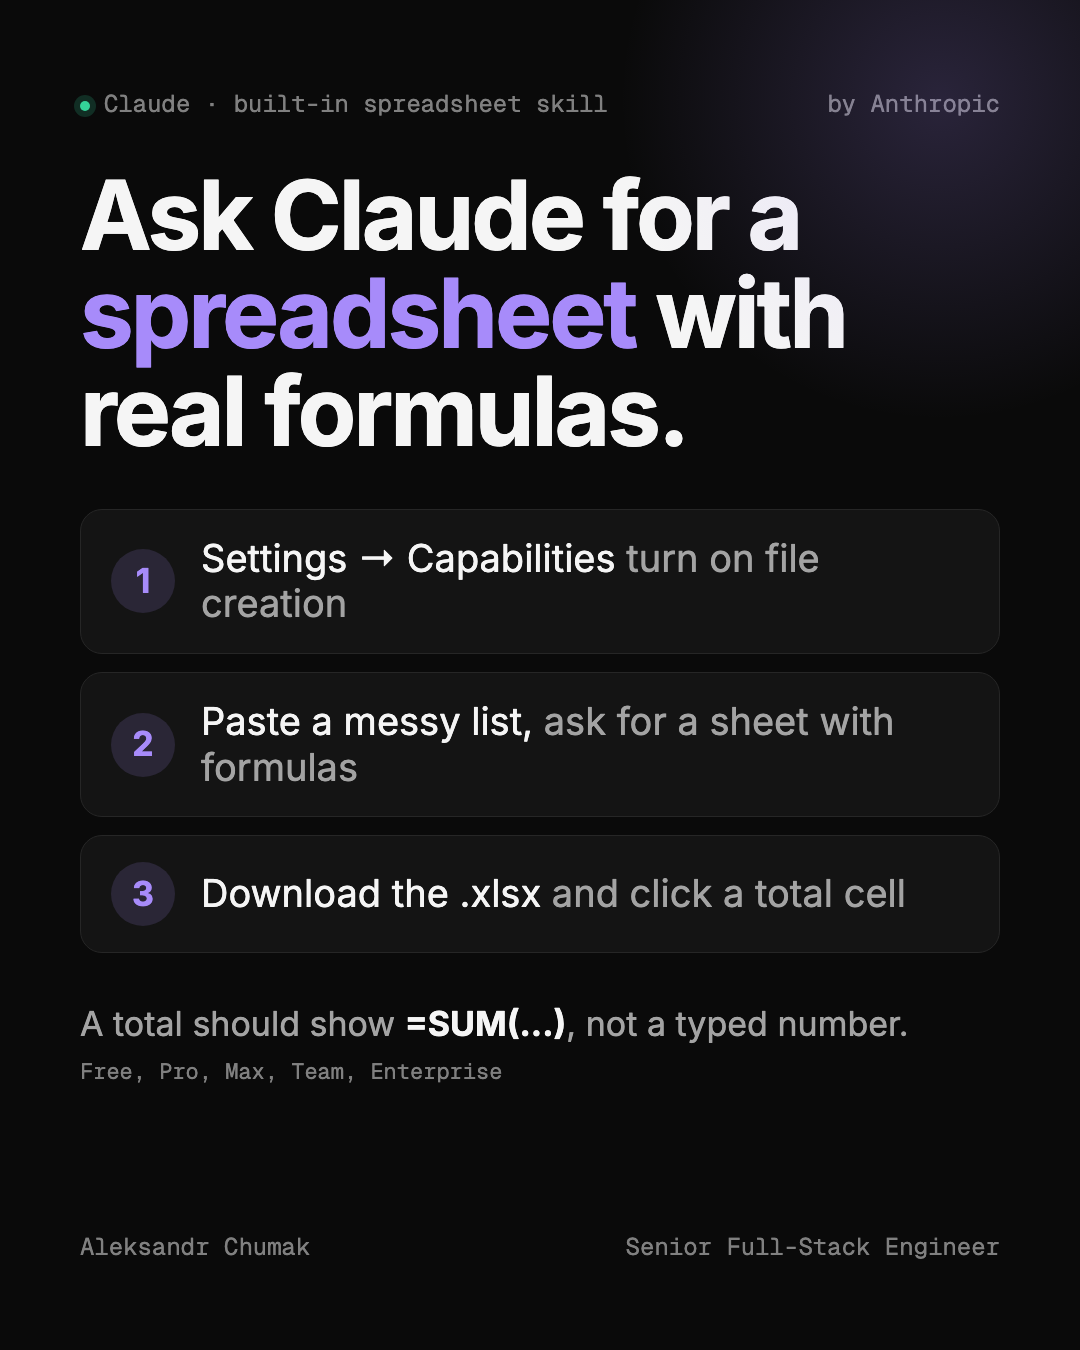 Claude · built-in spreadsheet skill
by Anthropic
Ask Claude for a
spreadsheet with
real formulas.
1
Settings → Capabilities turn on file
creation
2
Paste a messy list, ask for a sheet with
formulas
3
Download the .xlsx and click a total cell
A total should show =SUM(...), not a typed number.
Free, Pro, Max, Team, Enterprise
Aleksandr Chumak
Senior Full-Stack Engineer